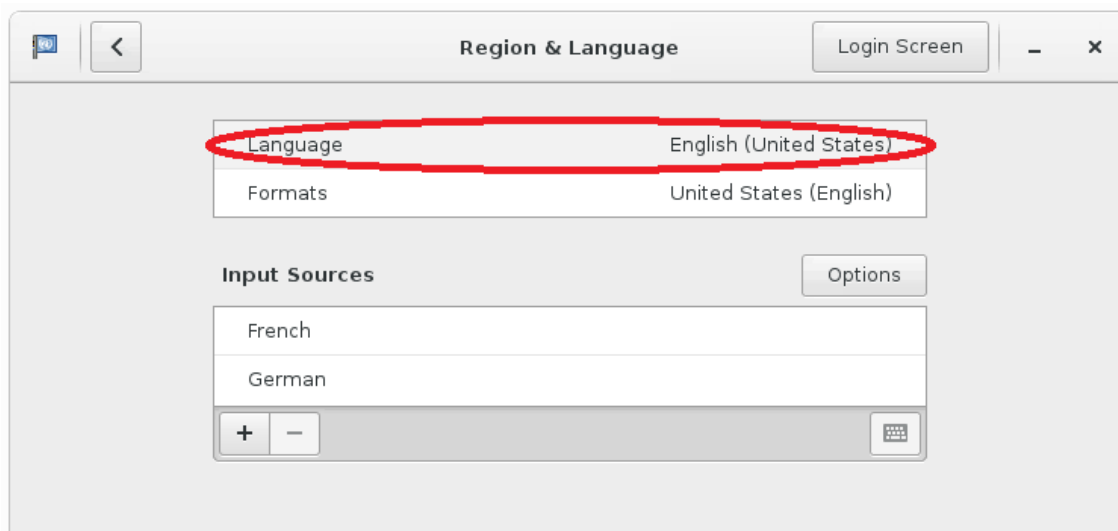 Region & Language
Login Screen
Language English (United States)
Formats United States (English)
Input Sources
Options
French
German